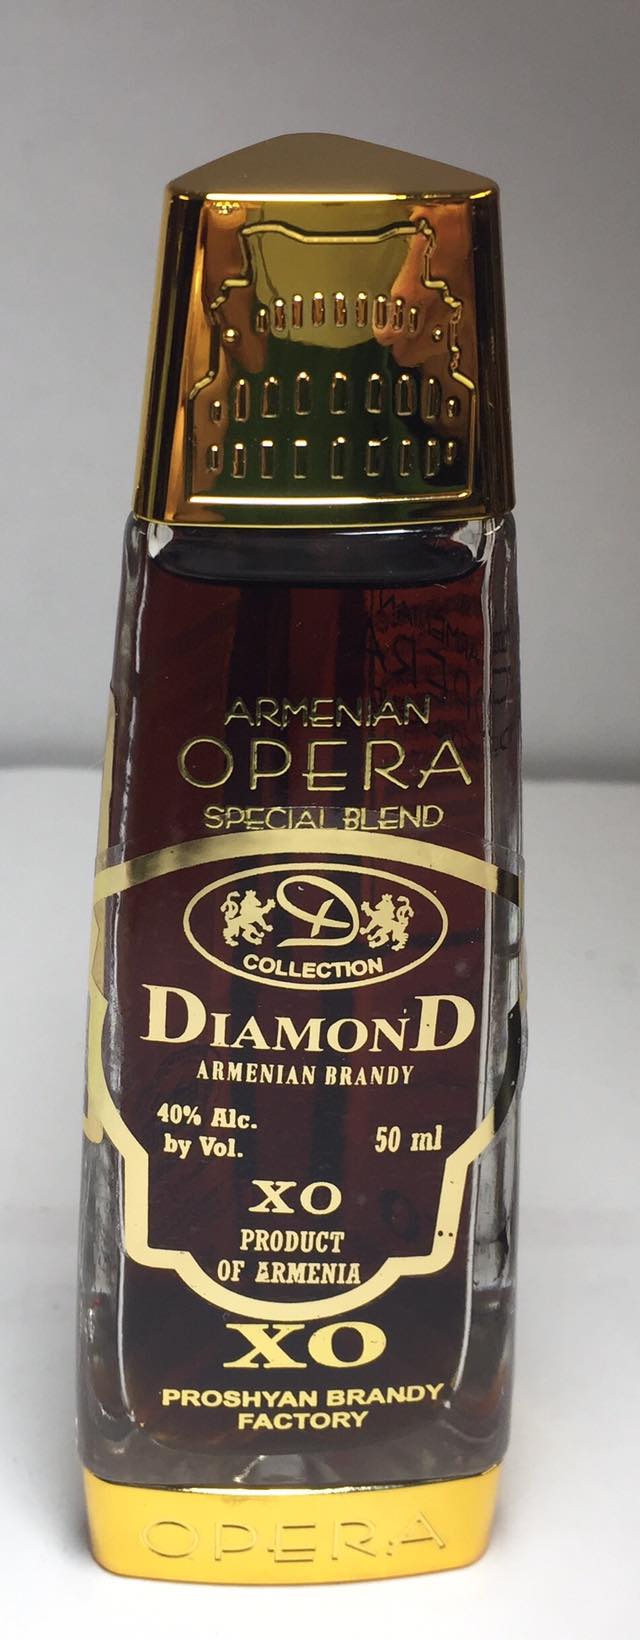 ARMENIAN
OPERA
SPECIAL BLEND
D
COLLECTION
DIAMOND
ARMENIAN BRANDY
40% Alc.
by Vol.
50 ml
XO
PRODUCT
OF ARMENIA
XO
PROSHYAN BRANDY
FACTORY
OPERA